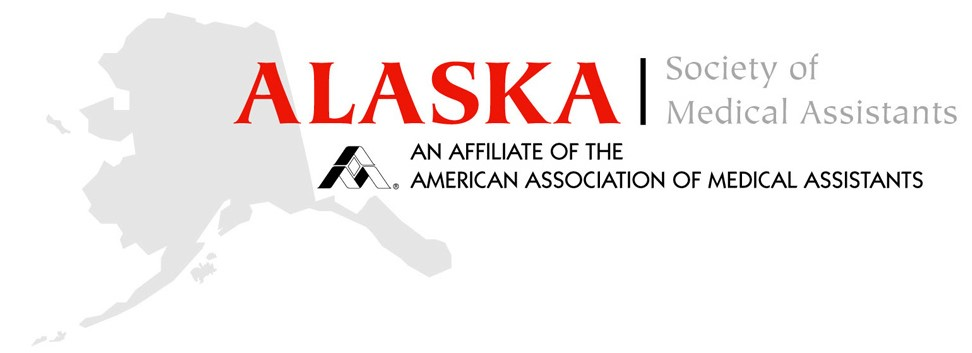 ALASKA
Society of
Medical Assistants
AN AFFILIATE OF THE
AMERICAN ASSOCIATION OF MEDICAL ASSISTANTS